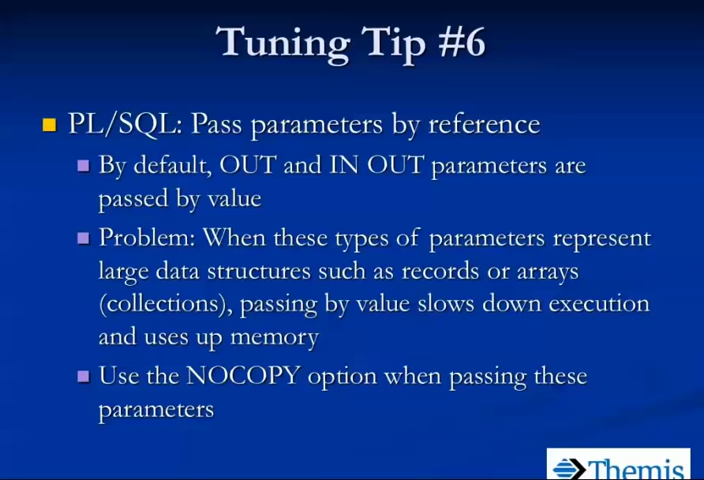 Tuning Tip #6
PL/SQL: Pass parameters by reference
By default, OUT and IN OUT parameters are
passed by value
Problem: When these types of parameters represent
large data structures such as records or arrays
(collections), passing by value slows down execution
and uses up memory
Use the NOCOPY option when passing these
parameters
Themis